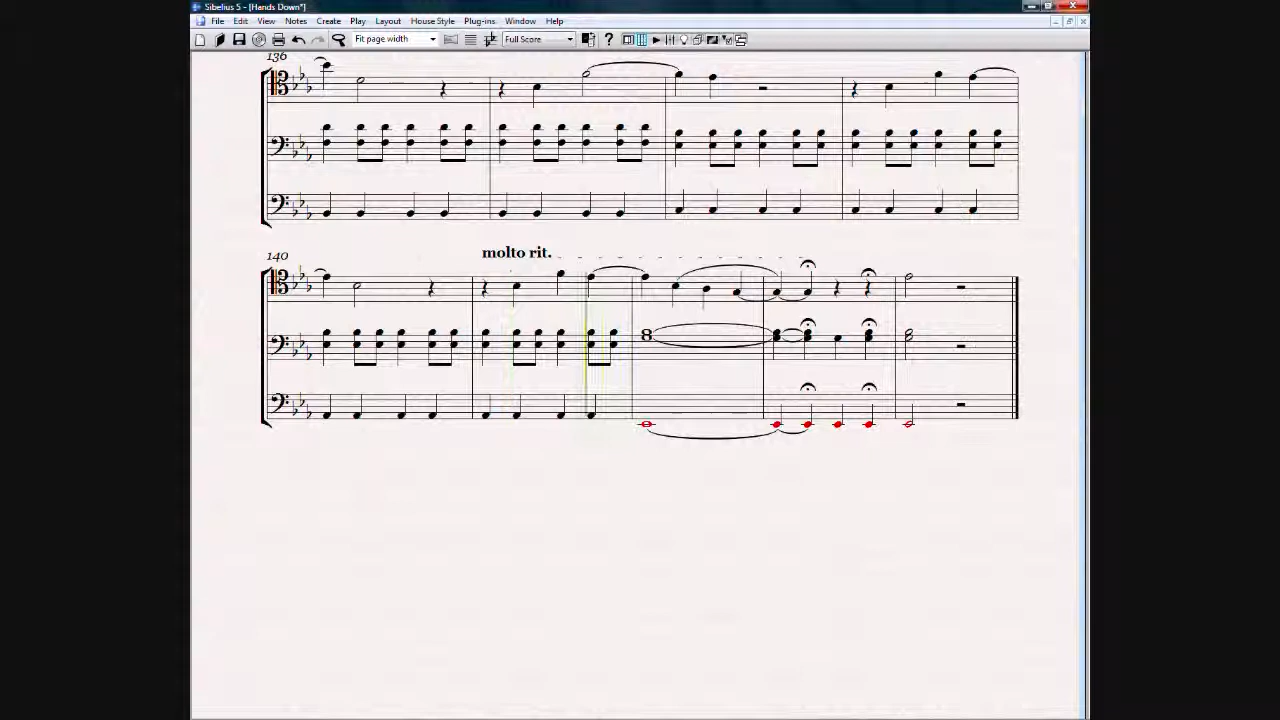 Sibelius 5 - [Hands Down*]
File Edit View Notes Create Play Layout House Style Plug-ins Window Help
Fit page width Full Score ?
136
140
molto rit.